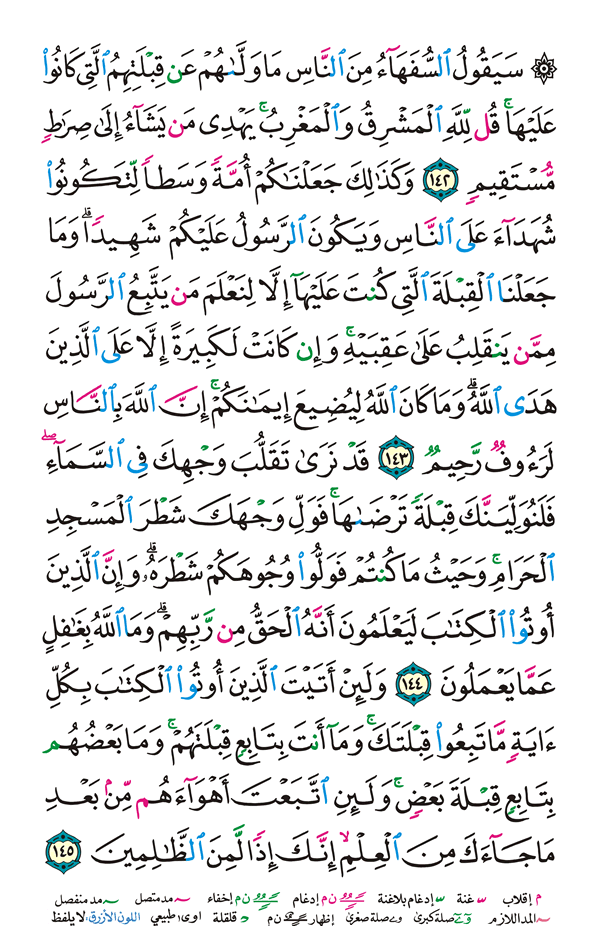 ۞ سَيَقُولُ ٱلسُّفَهَآءُ مِنَ ٱلنَّاسِ مَا وَلَّىٰهُمْ عَن قِبْلَتِهِمُ ٱلَّتِى كَانُوا۟
عَلَيْهَاۚ قُل لِّلَّهِ ٱلْمَشْرِقُ وَٱلْمَغْرِبُۚ يَهْدِى مَن يَشَآءُ إِلَىٰ صِرَٰطٍ
مُّسْتَقِيمٍ ١٤٢ وَكَذَٰلِكَ جَعَلْنَٰكُمْ أُمَّةً وَسَطًا لِّتَكُونُوا۟
شُهَدَآءَ عَلَى ٱلنَّاسِ وَيَكُونَ ٱلرَّسُولُ عَلَيْكُمْ شَهِيدًاۗ وَمَا
جَعَلْنَا ٱلْقِبْلَةَ ٱلَّتِى كُنتَ عَلَيْهَآ إِلَّا لِنَعْلَمَ مَن يَتَّبِعُ ٱلرَّسُولَ
مِمَّن يَنقَلِبُ عَلَىٰ عَقِبَيْهِۚ وَإِن كَانَتْ لَكَبِيرَةً إِلَّا عَلَى ٱلَّذِينَ
هَدَى ٱللَّهُۗ وَمَا كَانَ ٱللَّهُ لِيُضِيعَ إِيمَٰنَكُمْۚ إِنَّ ٱللَّهَ بِٱلنَّاسِ
لَرَءُوفٌ رَّحِيمٌ ١٤٣ قَدْ نَرَىٰ تَقَلُّبَ وَجْهِكَ فِى ٱلسَّمَآءِۖ
فَلَنُوَلِّيَنَّكَ قِبْلَةً تَرْضَىٰهَاۚ فَوَلِّ وَجْهَكَ شَطْرَ ٱلْمَسْجِدِ
ٱلْحَرَامِۚ وَحَيْثُ مَا كُنتُمْ فَوَلُّوا۟ وُجُوهَكُمْ شَطْرَهُۥۗ وَإِنَّ ٱلَّذِينَ
أُوتُوا۟ ٱلْكِتَٰبَ لَيَعْلَمُونَ أَنَّهُ ٱلْحَقُّ مِن رَّبِّهِمْۗ وَمَا ٱللَّهُ بِغَٰفِلٍ
عَمَّا يَعْمَلُونَ ١٤٤ وَلَئِنْ أَتَيْتَ ٱلَّذِينَ أُوتُوا۟ ٱلْكِتَٰبَ بِكُلِّ
ءَايَةٍ مَّا تَبِعُوا۟ قِبْلَتَكَۚ وَمَآ أَنتَ بِتَابِعٍ قِبْلَتَهُمْۚ وَمَا بَعْضُهُم
بِتَابِعٍ قِبْلَةَ بَعْضٍۚ وَلَئِنِ ٱتَّبَعْتَ أَهْوَآءَهُم مِّنۢ بَعْدِ
مَا جَآءَكَ مِنَ ٱلْعِلْمِۙ إِنَّكَ إِذًا لَّمِنَ ٱلظَّٰلِمِينَ ١٤٥
م إقلاب غنة إدغام بلاغنة ن م إدغام ن م إخفاء مد متصل مد منفصل
المد اللازم صلة كبرى صلة صغرى إظهار ن م قلقلة اوى؛ طبيعي اللون الأزرق: لا يلفظ